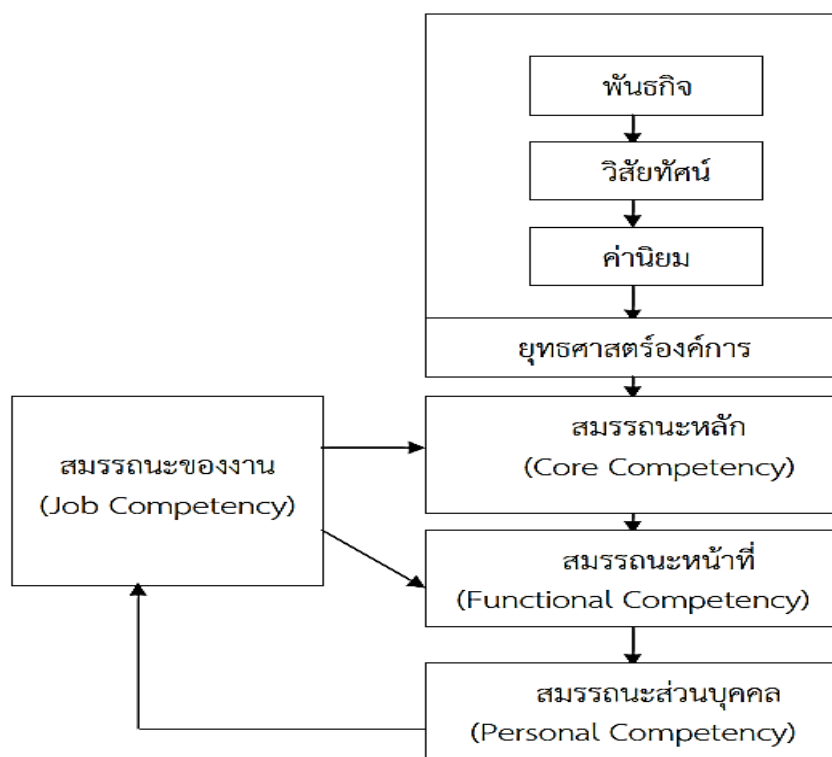 พันธกิจ
วิสัยทัศน์
ค่านิยม
ยุทธศาสตร์องค์การ
สมรรถนะหลัก
(Core Competency)
สมรรถนะของงาน
(Job Competency)
สมรรถนะหน้าที่
(Functional Competency)
สมรรถนะส่วนบุคคล
(Personal Competency)